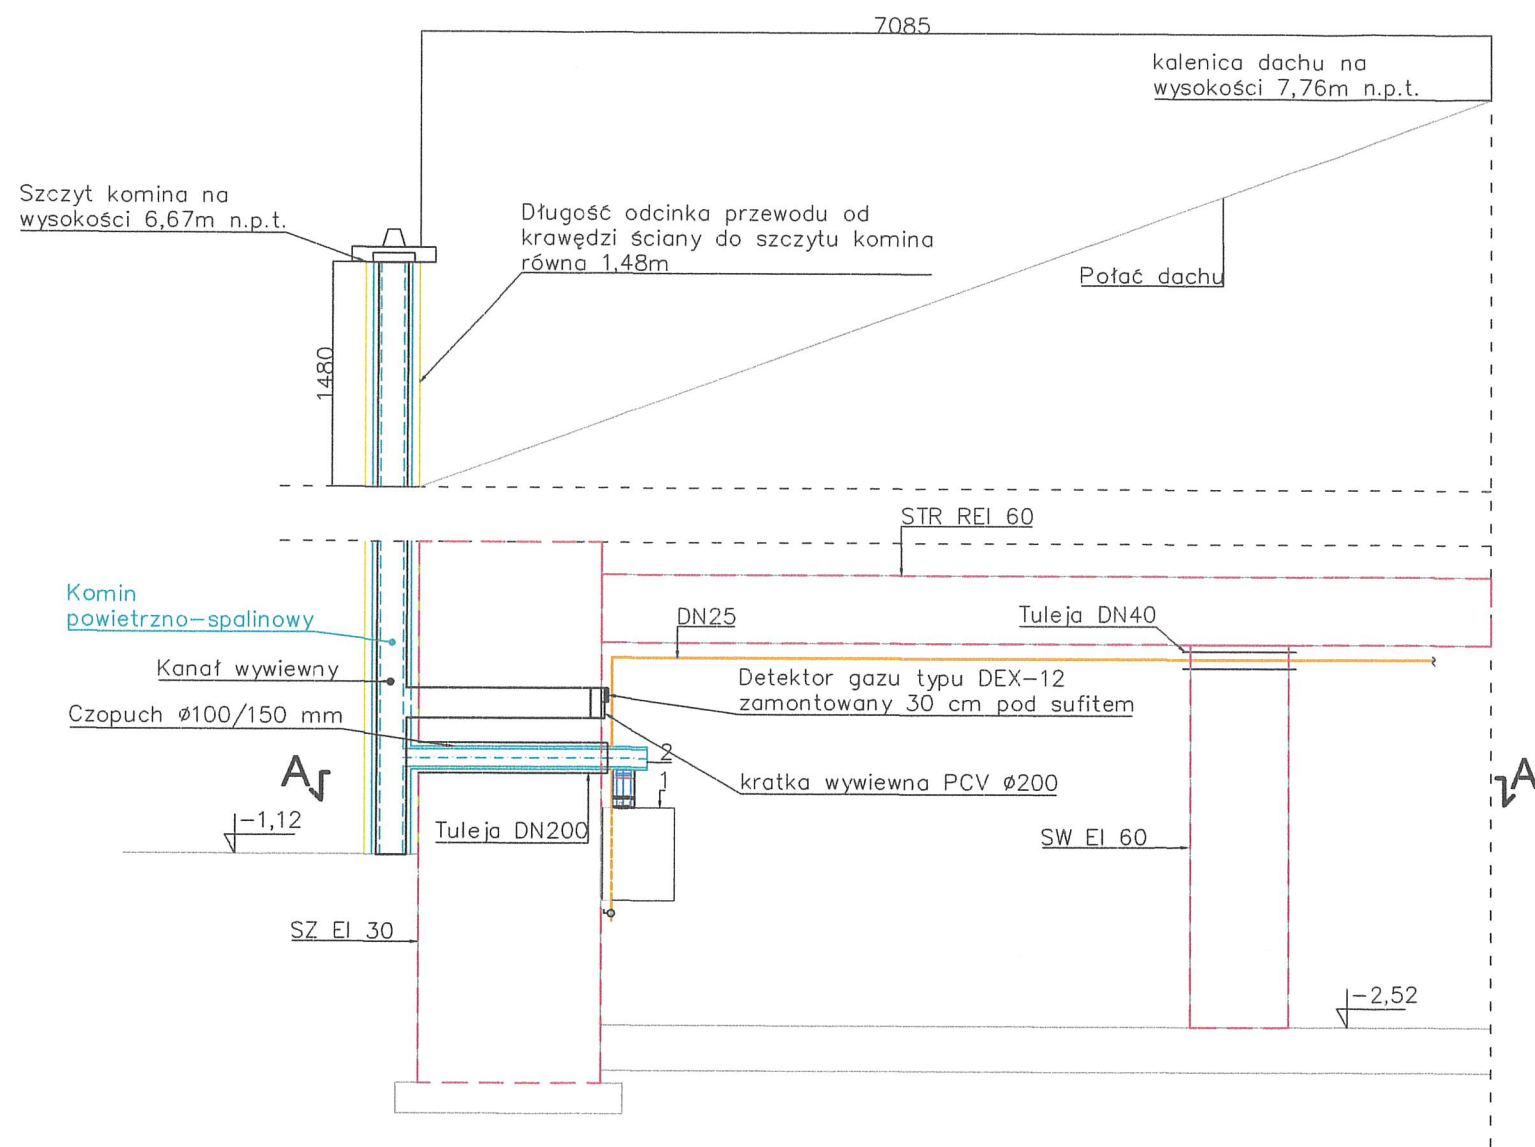 7085
kalenica dachu na
wysokości 7,76m n.p.t.
Szczyt komina na
wysokości 6,67m n.p.t.
Długość odcinka przewodu od
krawędzi ściany do szczytu komina
równa 1,48m
Połać dachu
1480
STR REI 60
Komin
powietrzno-spalinowy
DN25
Tuleja DN40
Kanał wywiewny
Detektor gazu typu DEX-12
zamontowany 30 cm pod sufitem
Czopuch ø100/150 mm
2
1
A
A
kratka wywiewna PCV ø200
-1,12
Tuleja DN200
SW EI 60
SZ EI 30
-2,52